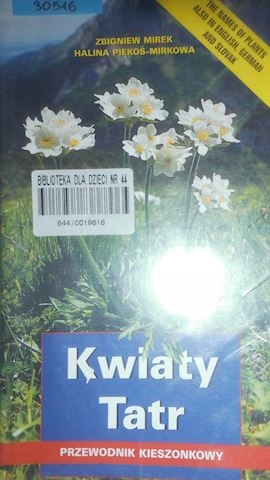 30516
ZBIGNIEW MIREK
HALINA PIĘKOŚ-MIRKOWA
THE NAMES OF PLANTS
ALSO IN ENGLISH, GERMAN
AND SLOVAK
BIBLIOTEKA DLA DZIECI NR 44
644/0019616
Kwiaty
Tatr
PRZEWODNIK KIESZONKOWY